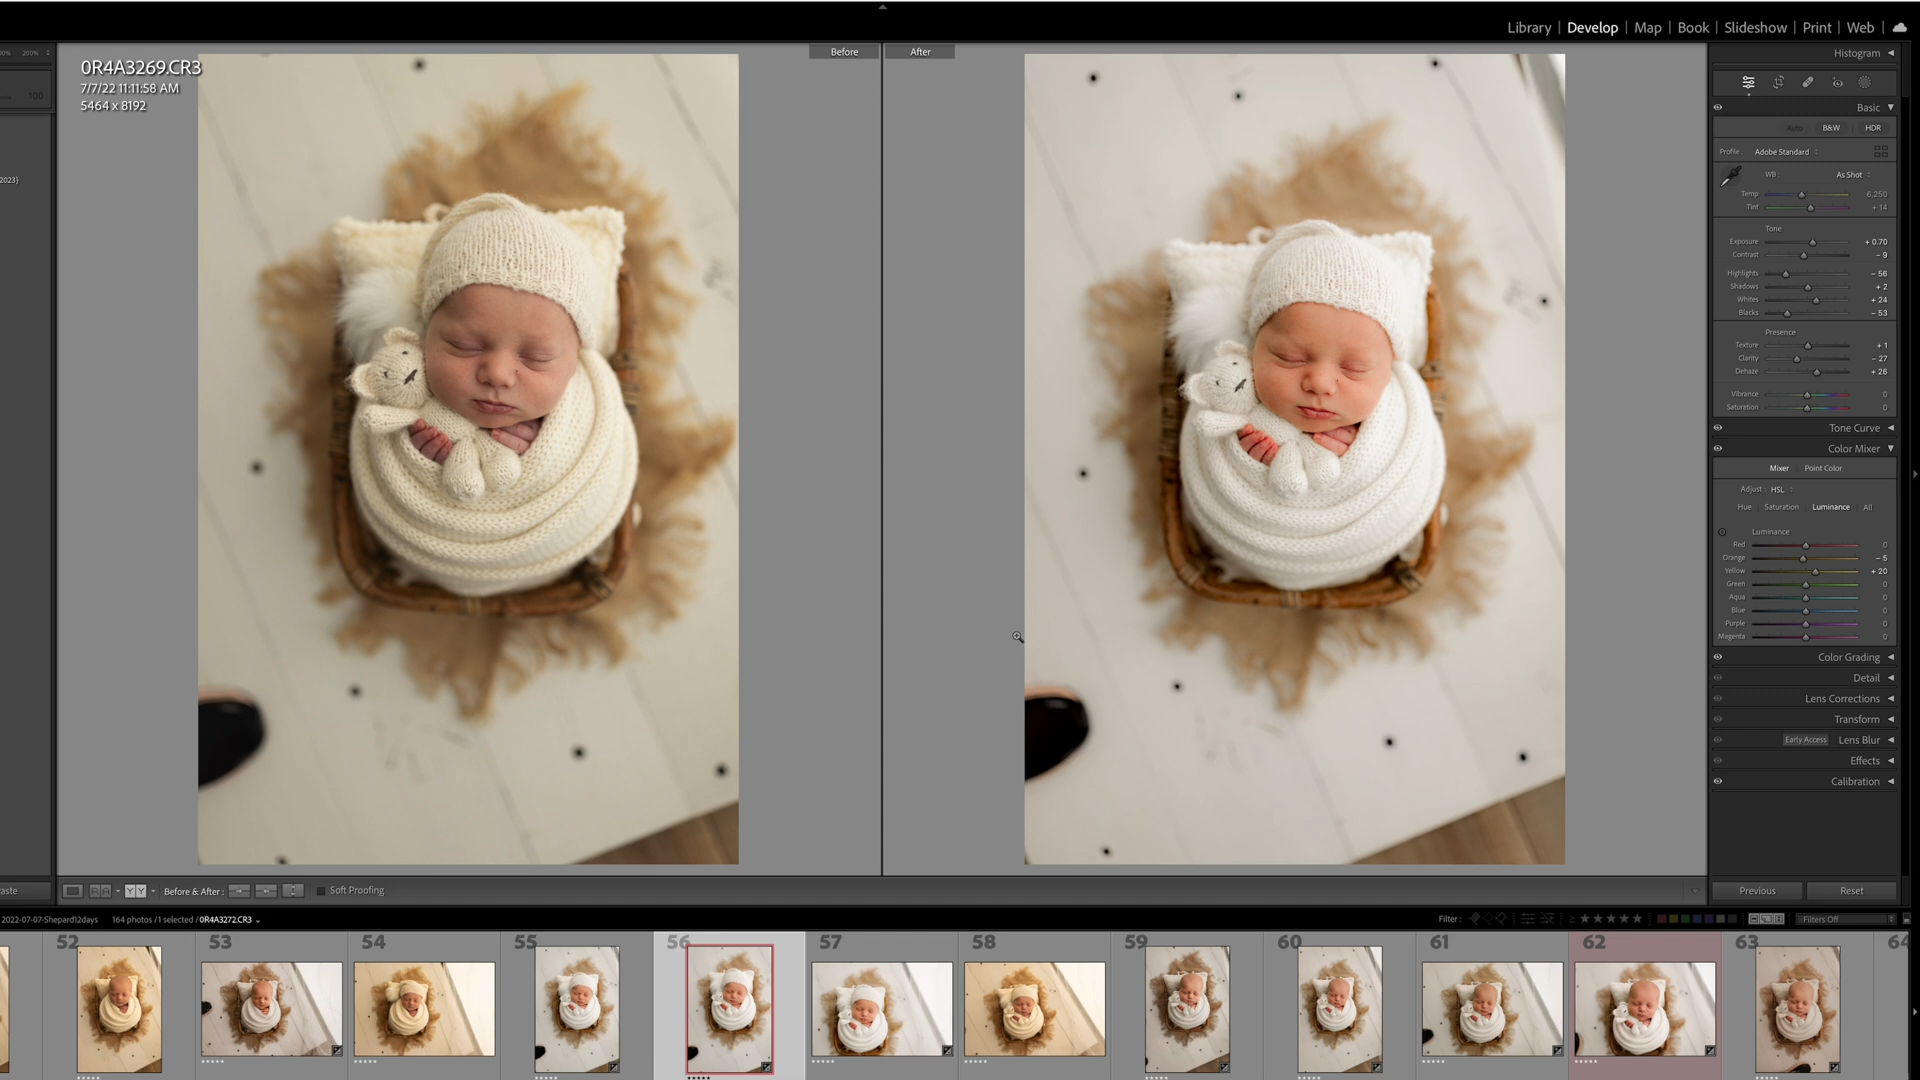 Library | Develop | Map | Book | Slideshow | Print | Web
Before
After
0R4A3269.CR3
7/7/22 11:11:58 AM
5464 x 8192
200%
100
2023)
Histogram
Basic
Auto B&W HDR
Profile: Adobe Standard
WB: As Shot
Temp 6,250
Tint + 14
Tone
Exposure + 0.70
Contrast - 9
Highlights - 56
Shadows + 2
Whites + 24
Blacks - 53
Presence
Texture + 1
Clarity - 27
Dehaze + 26
Vibrance 0
Saturation 0
Tone Curve
Color Mixer
Mixer Point Color
Adjust: HSL
Hue Saturation Luminance All
Luminance
Red 0
Orange - 5
Yellow + 20
Green 0
Aqua 0
Blue 0
Purple 0
Magenta 0
Color Grading
Detail
Lens Corrections
Transform
Early Access Lens Blur
Effects
Calibration
Previous Reset
aste
Before & After:
Soft Proofing
2022-07-07-Shepard12days 164 photos /1 selected /0R4A3272.CR3
Filter: Filters Off
52 53 54 55 56 57 58 59 60 61 62 63 64